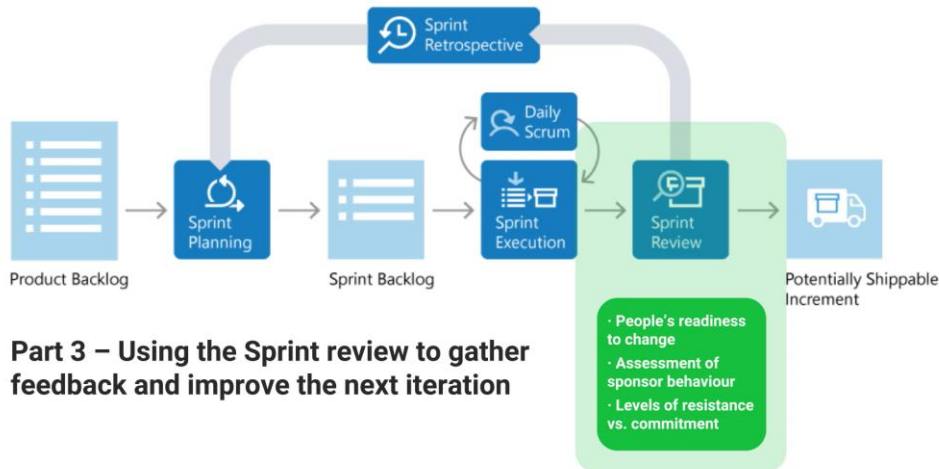 Sprint
Retrospective
Daily
Scrum
Sprint
Planning
Sprint
Execution
Sprint
Review
Product Backlog
Sprint Backlog
Potentially Shippable
Increment
Part 3 – Using the Sprint review to gather
feedback and improve the next iteration
· People's readiness
to change
· Assessment of
sponsor behaviour
· Levels of resistance
vs. commitment